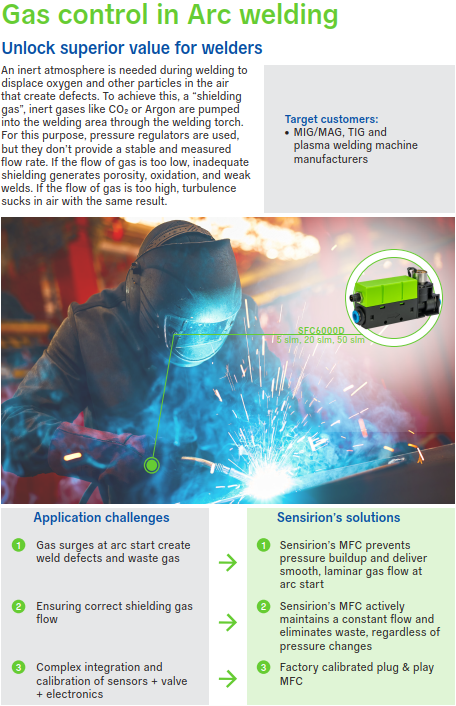 Gas control in Arc welding
Unlock superior value for welders
An inert atmosphere is needed during welding to
displace oxygen and other particles in the air
that create defects. To achieve this, a “shielding
gas”, inert gases like CO₂ or Argon are pumped
into the welding area through the welding torch.
For this purpose, pressure regulators are used,
but they don’t provide a stable and measured
flow rate. If the flow of gas is too low, inadequate
shielding generates porosity, oxidation, and weak
welds. If the flow of gas is too high, turbulence
sucks in air with the same result.
Target customers:
• MIG/MAG, TIG and
plasma welding machine
manufacturers
SFC6000D
5 slm, 20 slm, 50 slm
Application challenges
1 Gas surges at arc start create
weld defects and waste gas
2 Ensuring correct shielding gas
flow
3 Complex integration and
calibration of sensors + valve
+ electronics
Sensirion’s solutions
1 Sensirion’s MFC prevents
pressure buildup and deliver
smooth, laminar gas flow at
arc start
2 Sensirion’s MFC actively
maintains a constant flow and
eliminates waste, regardless of
pressure changes
3 Factory calibrated plug & play
MFC